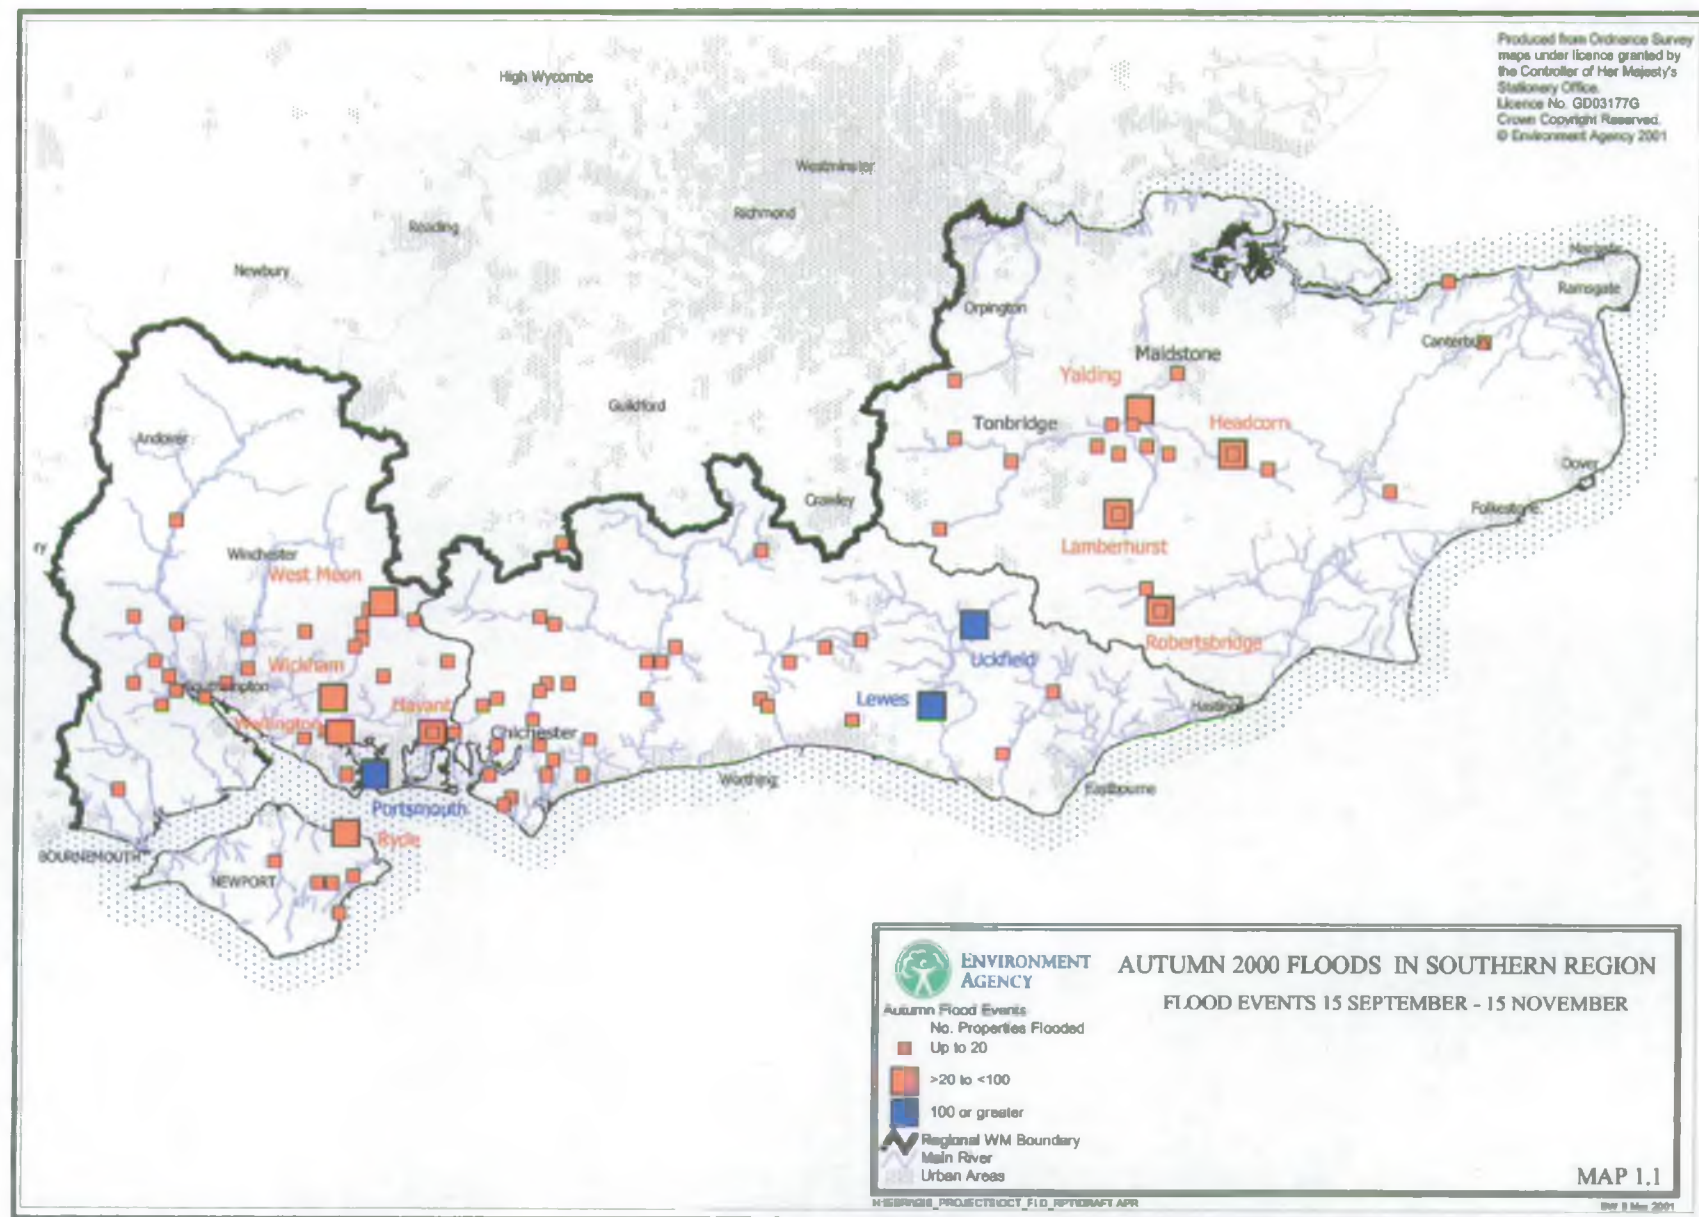 Produced from Ordnance Survey
maps under licence granted by
the Controller of Her Majesty's
Stationery Office.
Licence No. GD03177G
Crown Copyright Reserved.
© Environment Agency 2001
High Wycombe
Westminster
Richmond
Reading
Newbury
Margate
Ramsgate
Orpington
Canterbury
Maidstone
Yalding
Guildford
Tonbridge
Headcorn
Andover
Dover
Crawley
Folkestone
ry
Winchester
Lamberhurst
West Meon
Robertsbridge
Wickham
Uckfield
Southampton
Lewes
Havant
Hastings
Wallington
Chichester
Worthing
Eastbourne
Portsmouth
Ryde
BOURNEMOUTH
NEWPORT
ENVIRONMENT
AGENCY
AUTUMN 2000 FLOODS IN SOUTHERN REGION
FLOOD EVENTS 15 SEPTEMBER - 15 NOVEMBER
Autumn Flood Events
No. Properties Flooded
Up to 20
>20 to <100
100 or greater
Regional WM Boundary
Main River
Urban Areas
MAP 1.1
2001